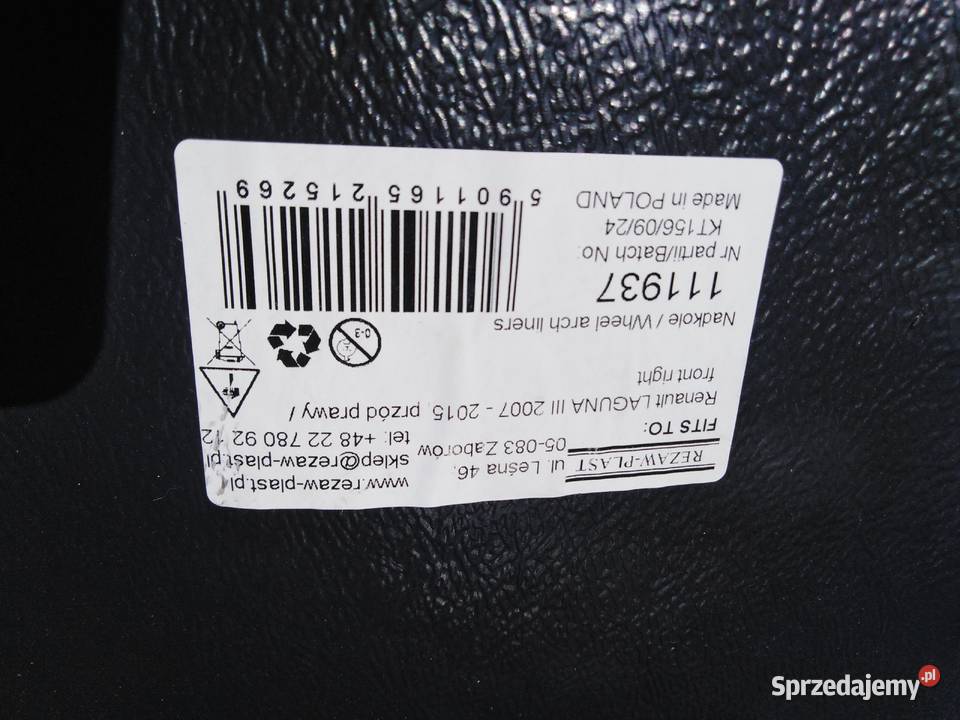 REZAW-PLAST
ul. Leśna 46,
05-083 Zaborów
www.rezaw-plast.pl
sklep@rezaw-plast.pl
tel: +48 22 780 92 12
FITS TO:
Renault LAGUNA III 2007 - 2015 przód prawy /
front right
Nadkole / Wheel arch liners
111937
0-3
Nr partii/Batch No:
KT156/09/24
Made in POLAND
5 901165 215269
Sprzedajemy.pl